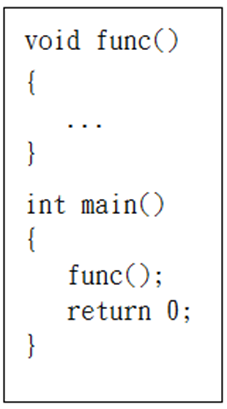 void func()
{
...
}
int main()
{
func();
return 0;
}